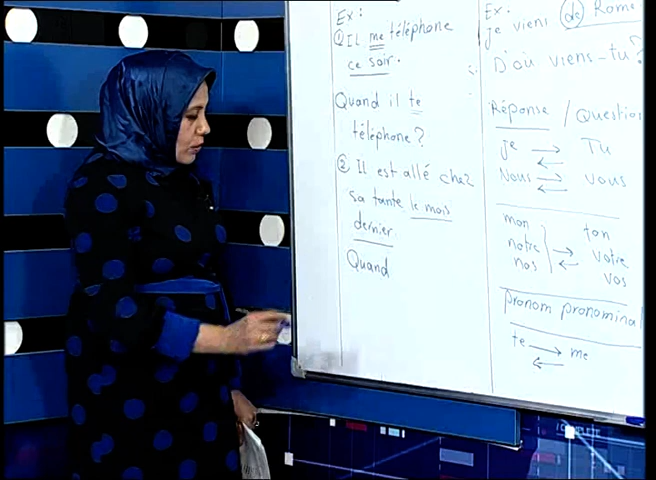 Ex:
① Il me téléphone
ce soir.
Quand il te
téléphone?
② Il est allé chez
sa tante le mois
dernier.
Quand
Ex:
je viens de Rome
D'où viens-tu?
Réponse / Question
je → Tu
←
Nous → vous
←
mon ton
notre → votre
nos ← vos
pronom pronominal
te → me
←